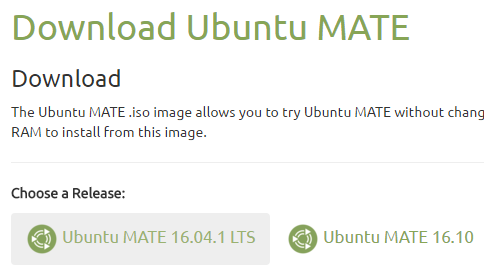 Download Ubuntu MATE
Download
The Ubuntu MATE .iso image allows you to try Ubuntu MATE without chang
RAM to install from this image.
Choose a Release:
Ubuntu MATE 16.04.1 LTS
Ubuntu MATE 16.10